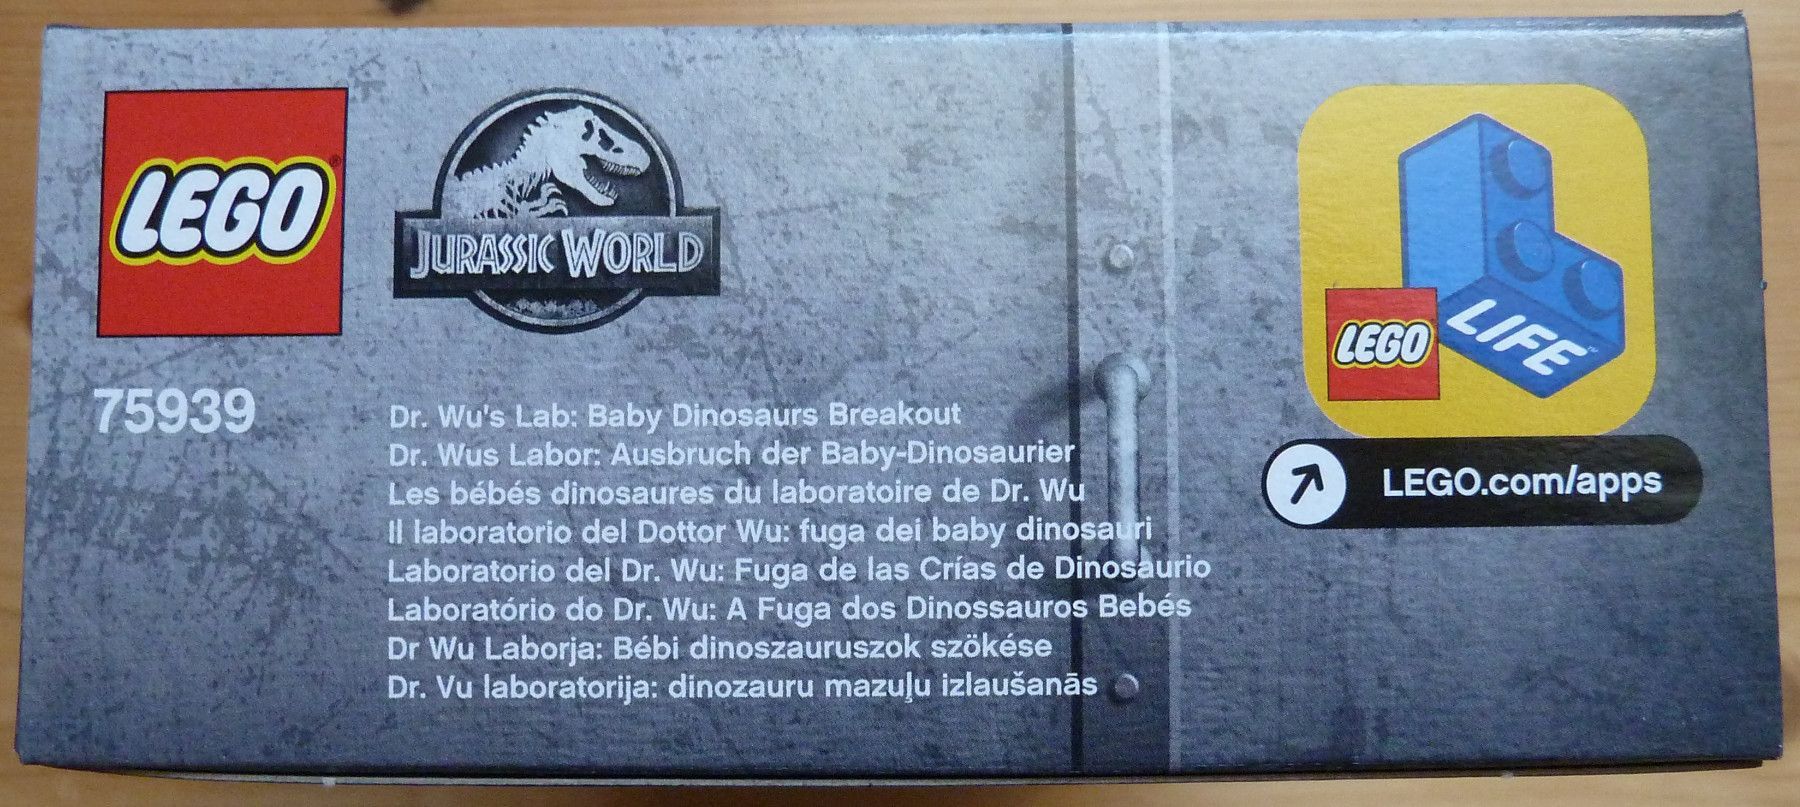 LEGO
JURASSIC WORLD
75939
Dr. Wu's Lab: Baby Dinosaurs Breakout
Dr. Wus Labor: Ausbruch der Baby-Dinosaurier
Les bébés dinosaures du laboratoire de Dr. Wu
Il laboratorio del Dottor Wu: fuga dei baby dinosauri
Laboratorio del Dr. Wu: Fuga de las Crías de Dinosaurio
Laboratório do Dr. Wu: A Fuga dos Dinossauros Bebés
Dr Wu Laborja: Bébi dinoszauruszok szökése
Dr. Vu laboratorija: dinozauru mazuļu izlaušanās
LEGO
LIFE™
LEGO.com/apps